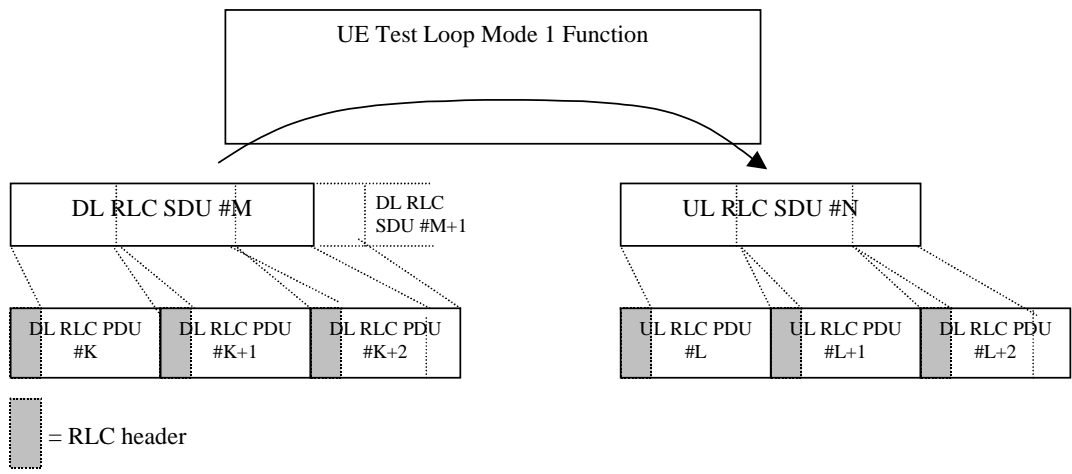 UE Test Loop Mode 1 Function
DL RLC SDU #M
DL RLC
SDU #M+1
UL RLC SDU #N
DL RLC PDU
#K
DL RLC PDU
#K+1
DL RLC PDU
#K+2
UL RLC PDU
#L
UL RLC PDU
#L+1
DL RLC PDU
#L+2
= RLC header